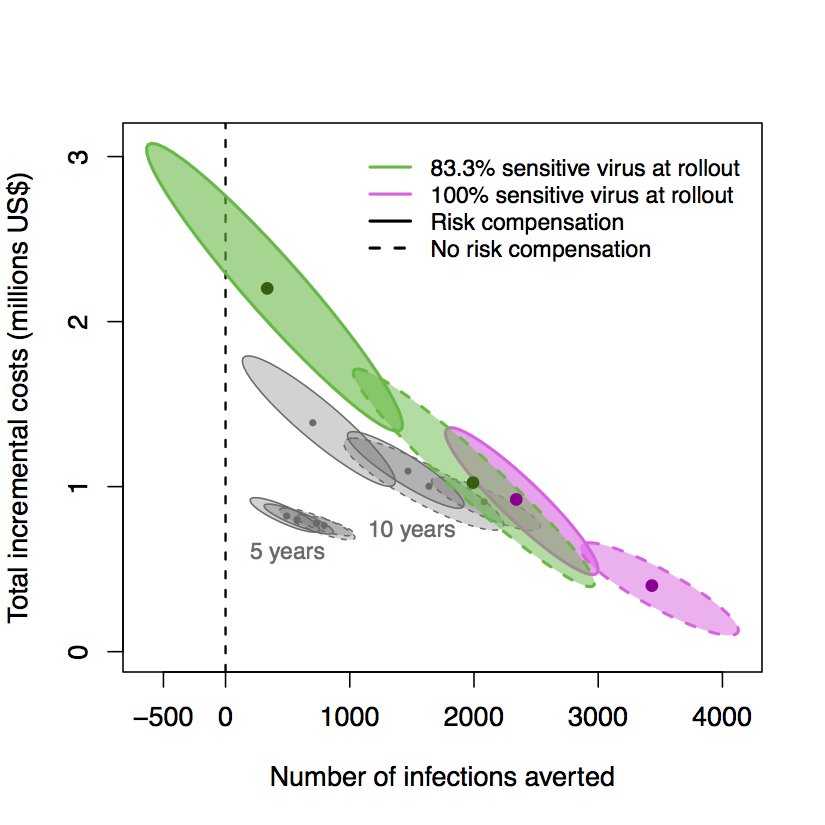 83.3% sensitive virus at rollout
100% sensitive virus at rollout
Risk compensation
No risk compensation
Total incremental costs (millions US$)
3
2
1
0
10 years
5 years
−500 0 1000 2000 3000 4000
Number of infections averted